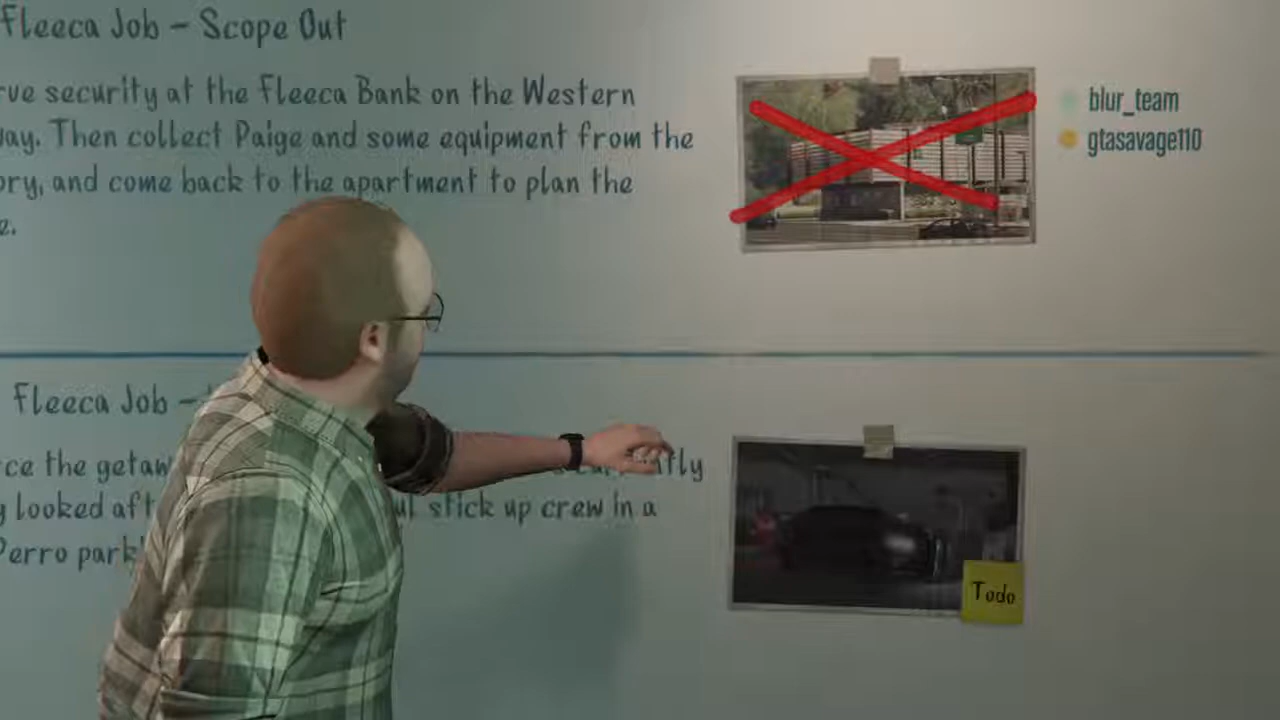 Fleeca Job - Scope Out
rve security at the Fleeca Bank on the Western
way. Then collect Paige and some equipment from the
ory, and come back to the apartment to plan the
e.
blur_team
gtasavage110
Fleeca Job -
rce the getaw
y looked aft ul stick up crew in a
Perro park
Todo